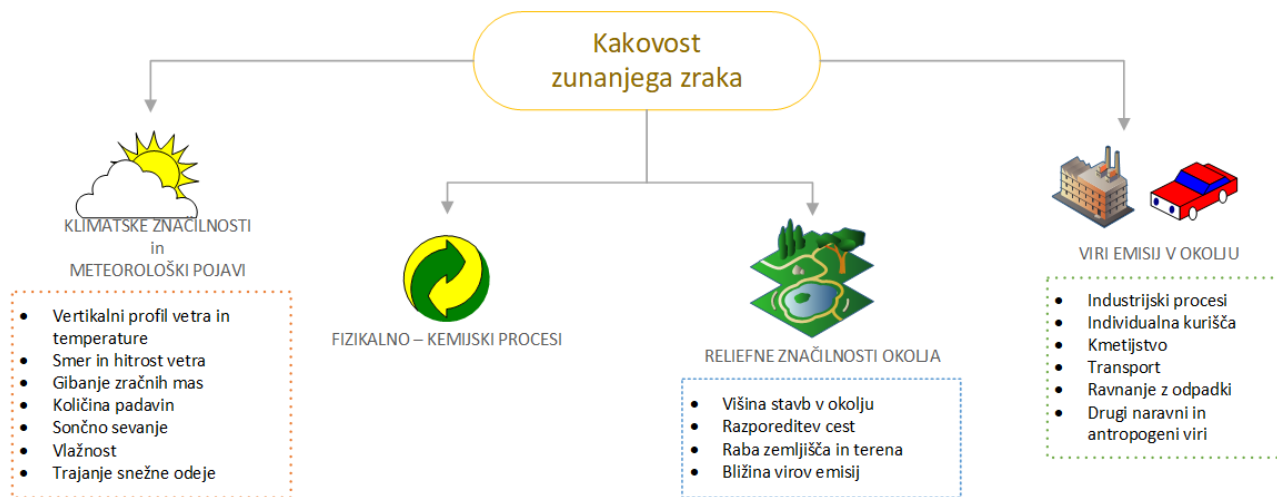 Kakovost
zunanjega zraka
KLIMATSKE ZNAČILNOSTI
in
METEOROLOŠKI POJAVI
• Vertikalni profil vetra in
temperature
• Smer in hitrost vetra
• Gibanje zračnih mas
• Količina padavin
• Sončno sevanje
• Vlažnost
• Trajanje snežne odeje
FIZIKALNO – KEMIJSKI PROCESI
RELIEFNE ZNAČILNOSTI OKOLJA
• Višina stavb v okolju
• Razporeditev cest
• Raba zemljišča in terena
• Bližina virov emisij
VIRI EMISIJ V OKOLJU
• Industrijski procesi
• Individualna kurišča
• Kmetijstvo
• Transport
• Ravnanje z odpadki
• Drugi naravni in
antropogeni viri